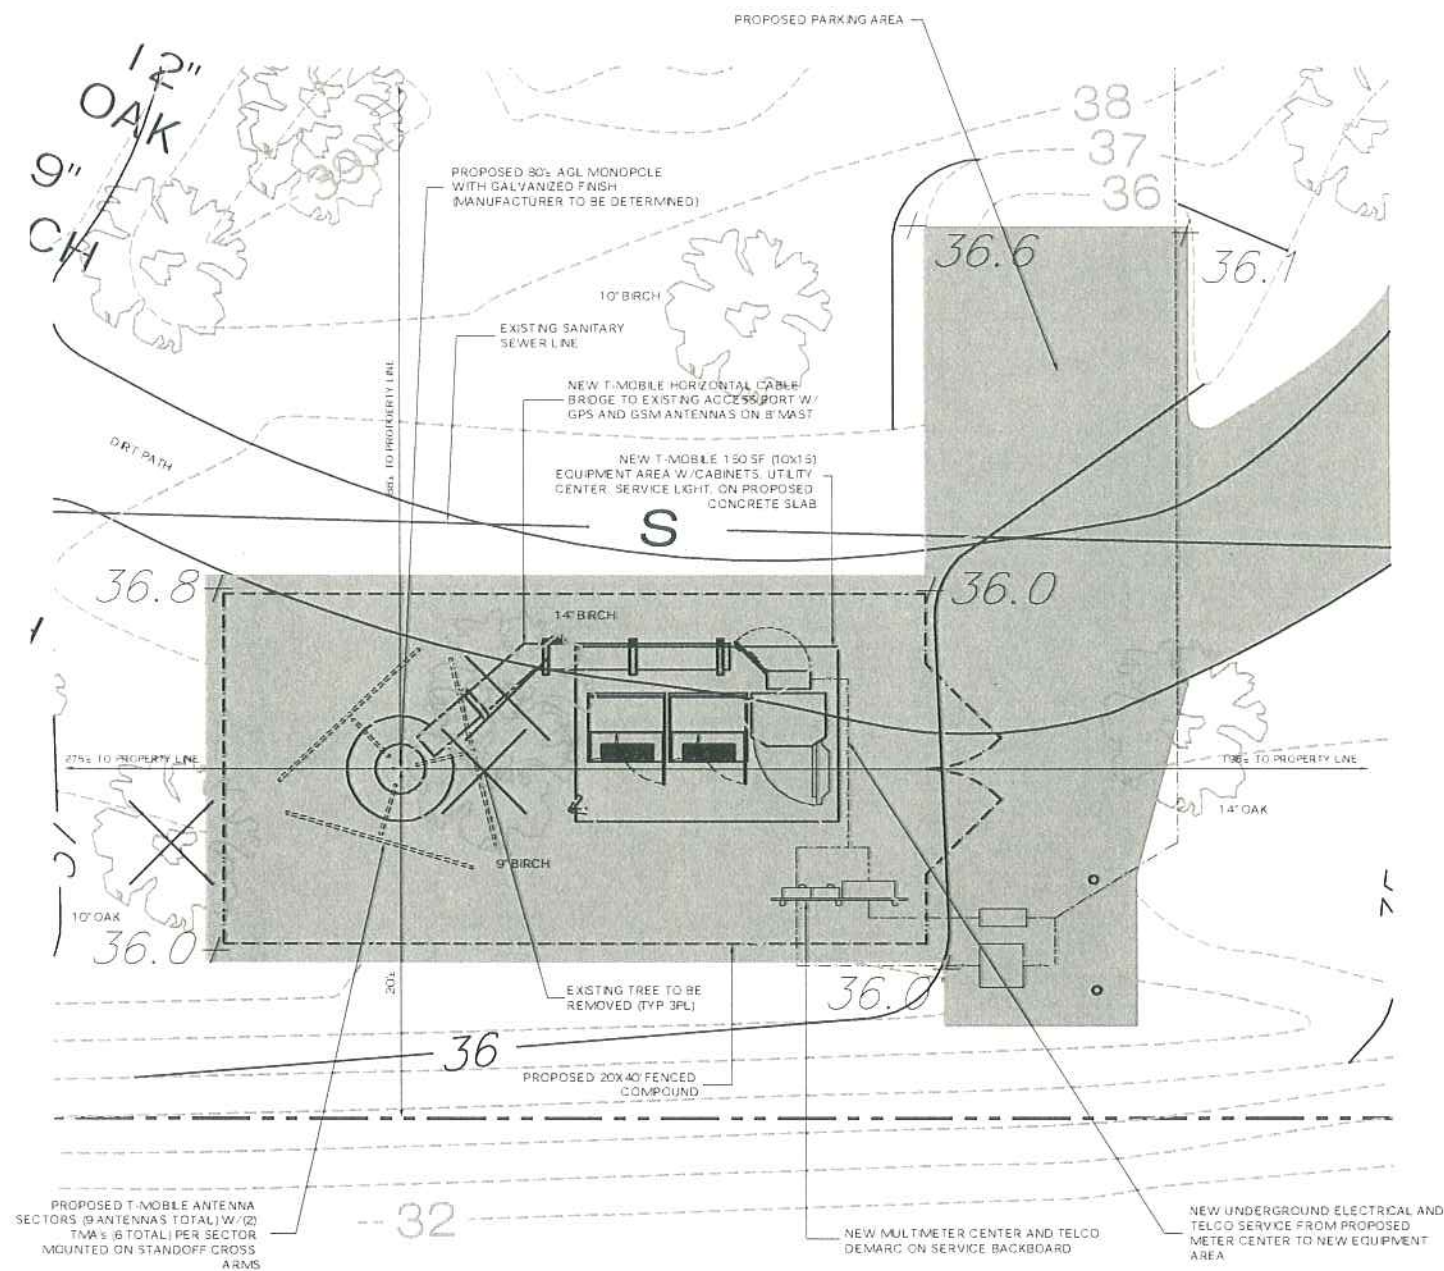 PROPOSED PARKING AREA
12"
OAK
9"
CH
38
37
36
PROPOSED 80'± AGL MONOPOLE
WITH GALVANIZED FINISH
(MANUFACTURER TO BE DETERMINED)
36.6
36.1
10" BIRCH
EXISTING SANITARY
SEWER LINE
TO PROPERTY LINE
NEW T-MOBILE HORIZONTAL CABLE
BRIDGE TO EXISTING ACCESS PORT W/
GPS AND GSM ANTENNAS ON 8' MAST
DIRT PATH
NEW T-MOBILE 150 SF (10X15)
EQUIPMENT AREA W/CABINETS, UTILITY
CENTER, SERVICE LIGHT, ON PROPOSED
CONCRETE SLAB
S
36.8
36.0
14" BIRCH
275'± TO PROPERTY LINE
196'± TO PROPERTY LINE
14" OAK
9" BIRCH
10" OAK
36.0
20'±
EXISTING TREE TO BE
REMOVED (TYP 3PL)
36.0
36
PROPOSED 20X40' FENCED
COMPOUND
32
PROPOSED T-MOBILE ANTENNA
SECTORS (9 ANTENNAS TOTAL) W/(2)
TMA's (6 TOTAL) PER SECTOR
MOUNTED ON STANDOFF CROSS
ARMS
NEW MULTIMETER CENTER AND TELCO
DEMARC ON SERVICE BACKBOARD
NEW UNDERGROUND ELECTRICAL AND
TELCO SERVICE FROM PROPOSED
METER CENTER TO NEW EQUIPMENT
AREA